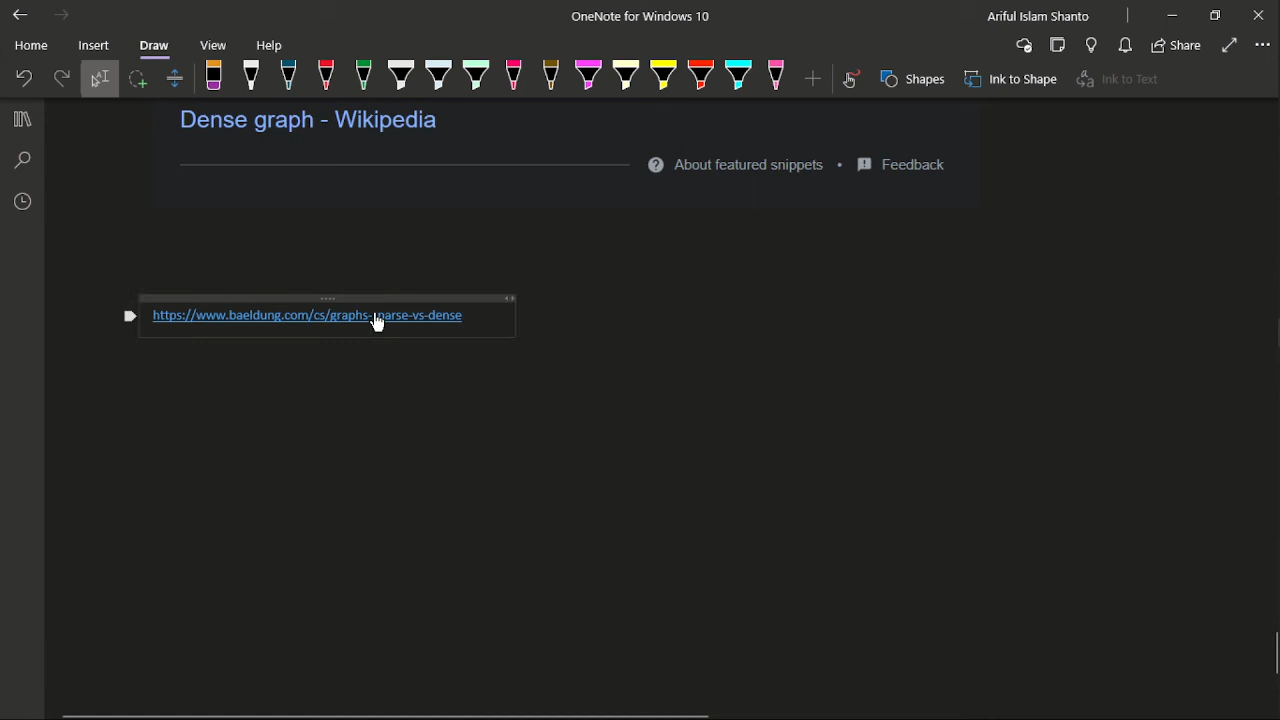 OneNote for Windows 10
Ariful Islam Shanto
Home Insert Draw View Help
Share
Shapes Ink to Shape Ink to Text
Dense graph - Wikipedia
About featured snippets • Feedback
https://www.baeldung.com/cs/graphs-sparse-vs-dense